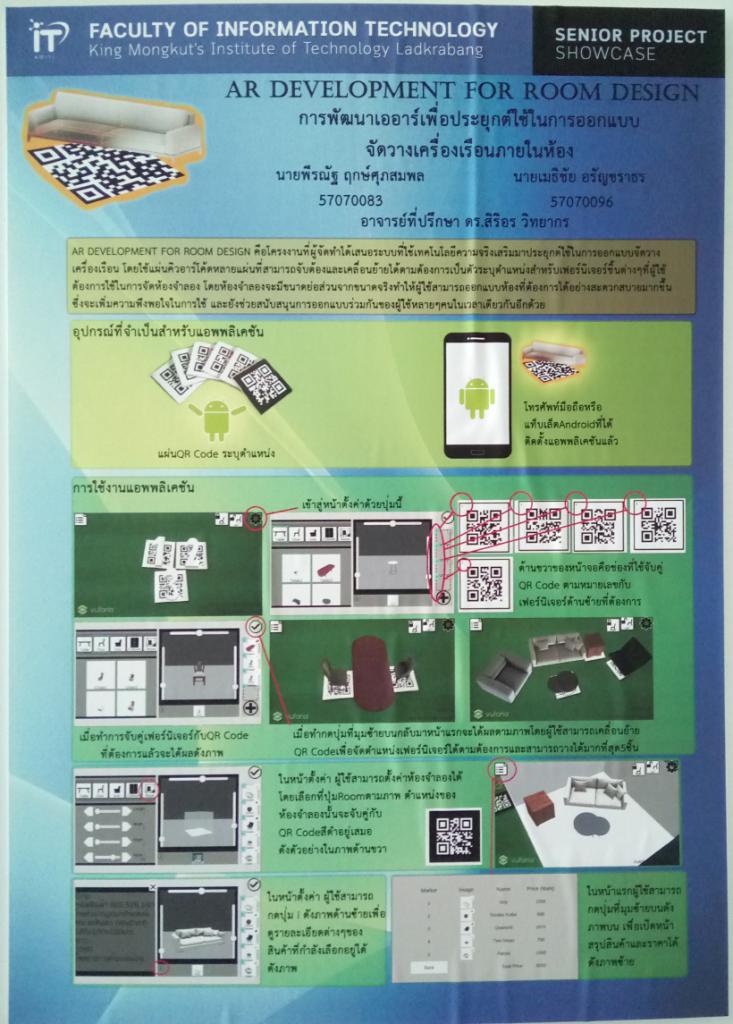 iT
FACULTY OF INFORMATION TECHNOLOGY
King Mongkut's Institute of Technology Ladkrabang
SENIOR PROJECT
SHOWCASE
AR DEVELOPMENT FOR ROOM DESIGN
การพัฒนาเออาร์เพื่อประยุกต์ใช้ในการออกแบบ
จัดวางเครื่องเรือนภายในห้อง
นายพีรณัฐ ฤกษ์ศุภสมพล
นายเมธิชัย อรัญชราธร
57070083
57070096
อาจารย์ที่ปรึกษา ดร.สิริอร วิทยากร
AR DEVELOPMENT FOR ROOM DESIGN คือโครงงานที่ผู้จัดทำได้เสนอระบบที่ใช้เทคโนโลยีความจริงเสริมมาประยุกต์ใช้ในการออกแบบจัดวาง
เครื่องเรือน โดยใช้แผ่นคิวอาร์โค้ดหลายแผ่นที่สามารถจับต้องและเคลื่อนย้ายได้ตามต้องการเป็นตัวระบุตำแหน่งสำหรับเฟอร์นิเจอร์ชิ้นต่างๆที่ผู้ใช้
ต้องการใช้ในการจัดห้องจำลอง โดยห้องจำลองจะมีขนาดย่อส่วนจากขนาดจริงทำให้ผู้ใช้สามารถออกแบบห้องที่ต้องการได้อย่างสะดวกสบายมากขึ้น
ซึ่งจะเพิ่มความพึงพอใจในการใช้ และยังช่วยสนับสนุนการออกแบบร่วมกันของผู้ใช้หลายๆคนในเวลาเดียวกันอีกด้วย
อุปกรณ์ที่จำเป็นสำหรับแอพพลิเคชัน
แผ่นQR Code ระบุตำแหน่ง
โทรศัพท์มือถือหรือ
แท็บเล็ตAndroidที่ได้
ติดตั้งแอพพลิเคชันแล้ว
การใช้งานแอพพลิเคชัน
เข้าสู่หน้าตั้งค่าด้วยปุ่มนี้
vuforia
ด้านขวาของหน้าจอคือช่องที่ใช้จับคู่
QR Code ตามหมายเลขกับ
เฟอร์นิเจอร์ด้านซ้ายที่ต้องการ
vuforia
vuforia
เมื่อทำการจับคู่เฟอร์นิเจอร์กับQR Code
ที่ต้องการแล้วจะได้ผลดังภาพ
เมื่อกดปุ่มที่มุมซ้ายบนกลับมาหน้าแรกจะได้ผลตามภาพโดยผู้ใช้สามารถเคลื่อนย้าย
QR Codeเพื่อจัดตำแหน่งเฟอร์นิเจอร์ได้ตามต้องการและสามารถวางได้มากที่สุด5ชิ้น
ในหน้าตั้งค่า ผู้ใช้สามารถตั้งค่าห้องจำลองได้
โดยเลือกที่ปุ่มRoomตามภาพ ตำแหน่งของ
ห้องจำลองนั้นจะจับคู่กับ
QR Codeสีดำอยู่เสมอ
ดังตัวอย่างในภาพด้านขวา
vuforia
ในหน้าตั้งค่า ผู้ใช้สามารถ
กดปุ่ม i ดังภาพด้านซ้ายเพื่อ
ดูรายละเอียดต่างๆของ
สินค้าที่กำลังเลือกอยู่ได้
ดังภาพ
Marker Image Name Price (Baht)
Total Price
Back
ในหน้าแรกผู้ใช้สามารถ
กดปุ่มที่มุมซ้ายบนดัง
ภาพบน เพื่อเปิดหน้า
สรุปสินค้าและราคาได้
ดังภาพซ้าย